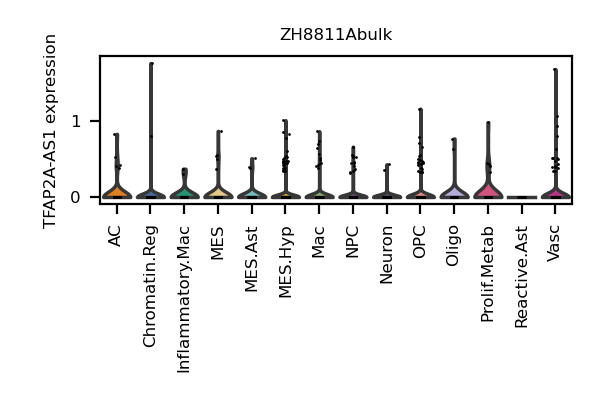 ZH8811Abulk
TFAP2A-AS1 expression
1
0
AC
Chromatin.Reg
Inflammatory.Mac
MES
MES.Ast
MES.Hyp
Mac
NPC
Neuron
OPC
Oligo
Prolif.Metab
Reactive.Ast
Vasc